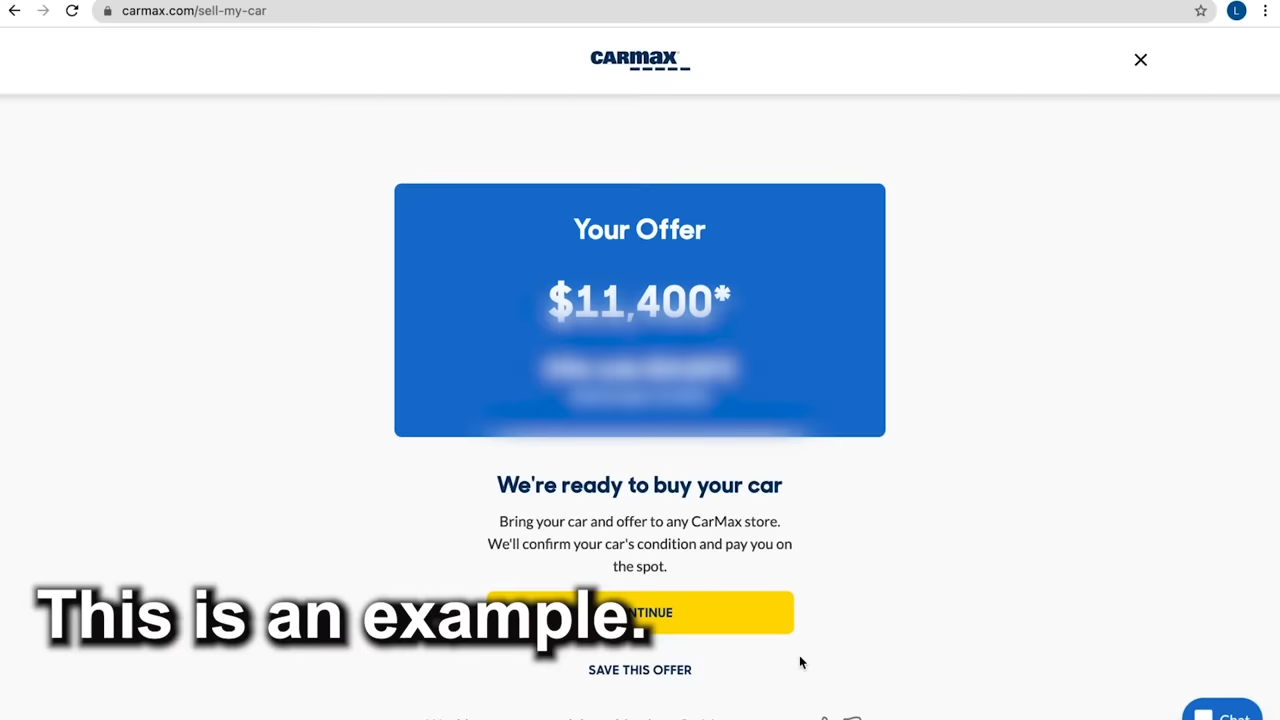 carmax.com/sell-my-car
L
CARMAX
Your Offer
$11,400*
We're ready to buy your car
Bring your car and offer to any CarMax store.
We'll confirm your car's condition and pay you on
the spot.
This is an example.
NTINUE
SAVE THIS OFFER
Chat